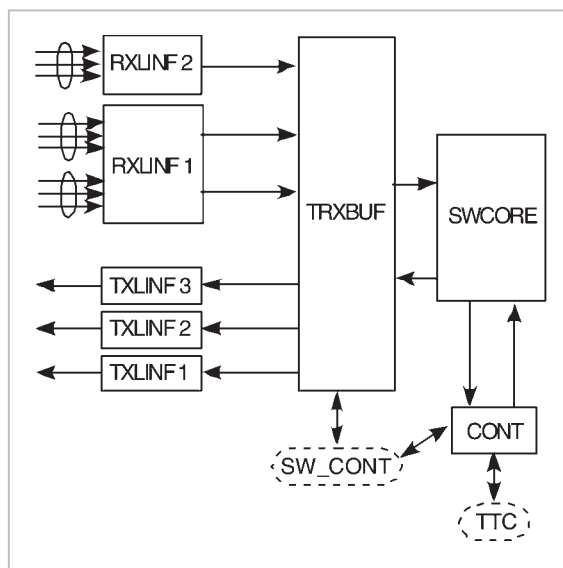 RXLINF 2
RXLINF 1
TRXBUF
SWCORE
TXLINF 3
TXLINF 2
TXLINF 1
CONT
SW_CONT
TTC